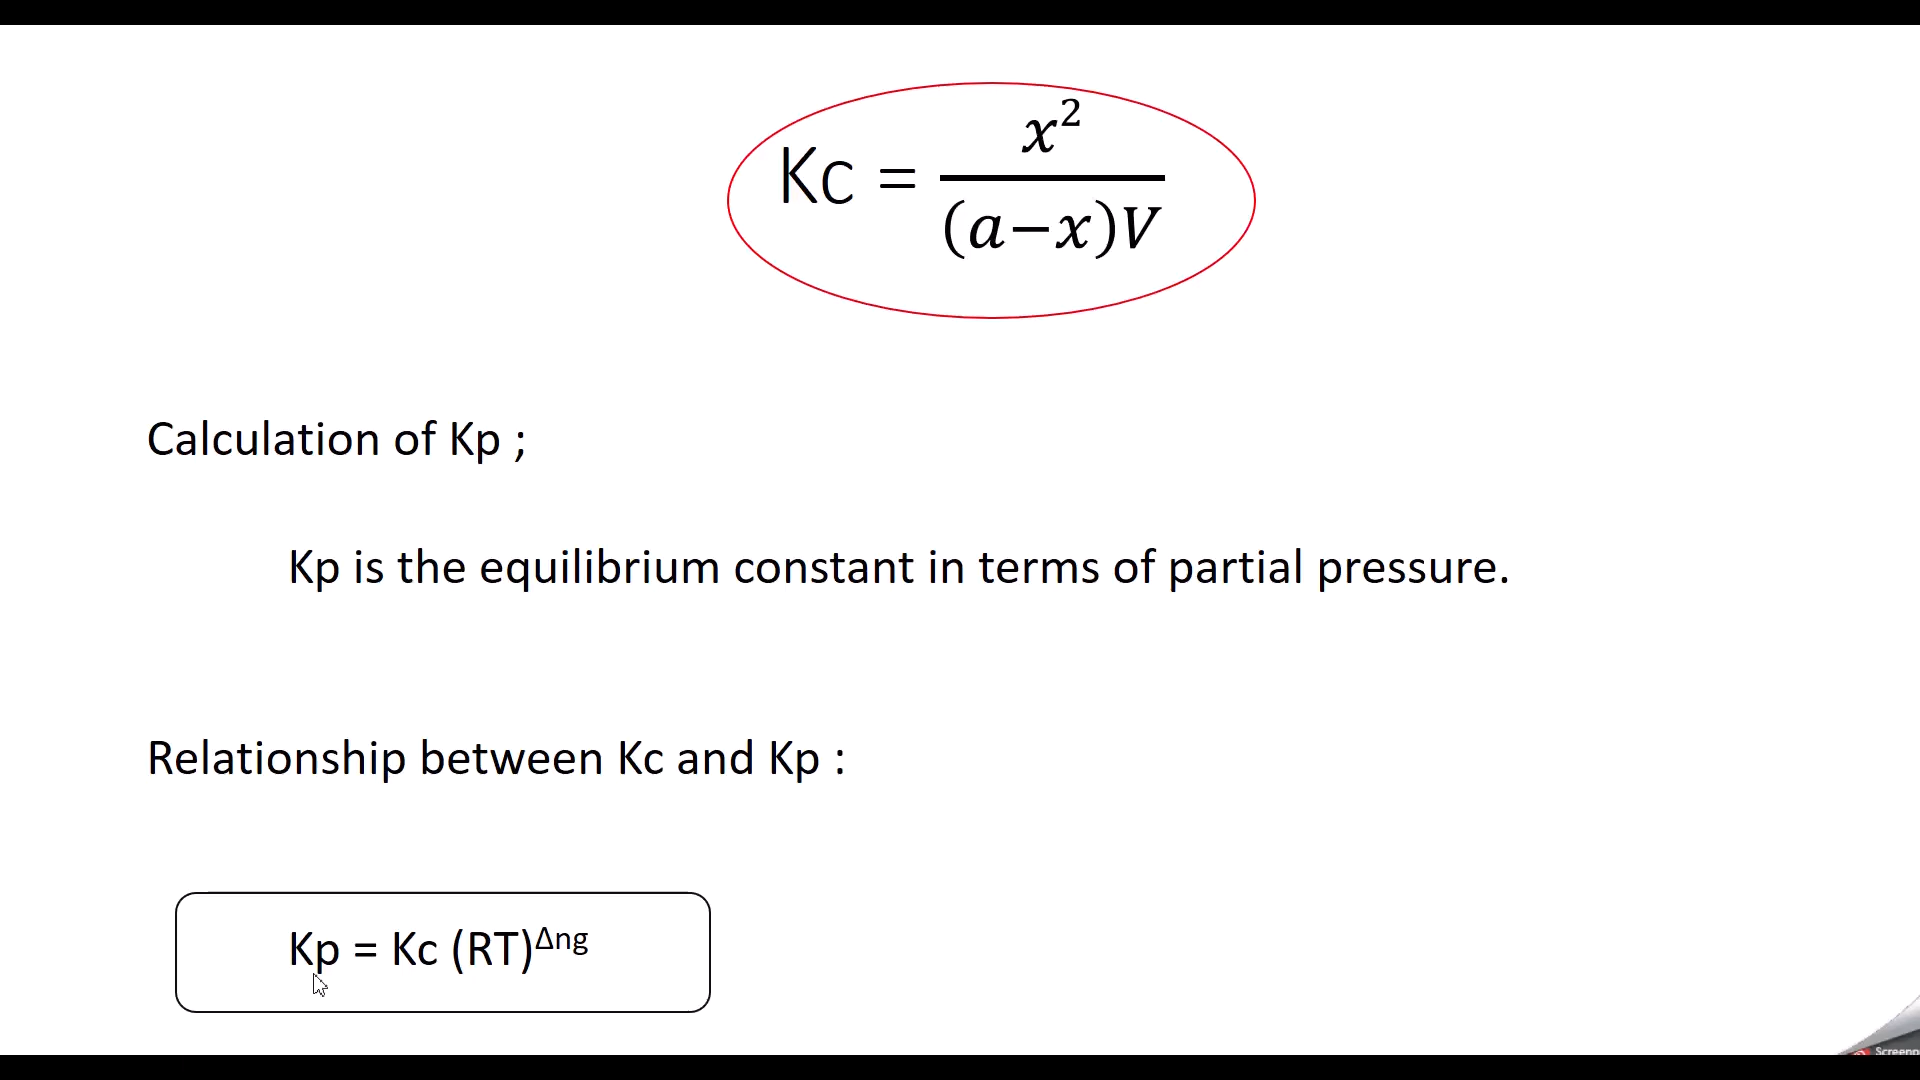 Kc = x²/(a−x)V
Calculation of Kp ;
Kp is the equilibrium constant in terms of partial pressure.
Relationship between Kc and Kp :
Kp = Kc (RT)^Δng